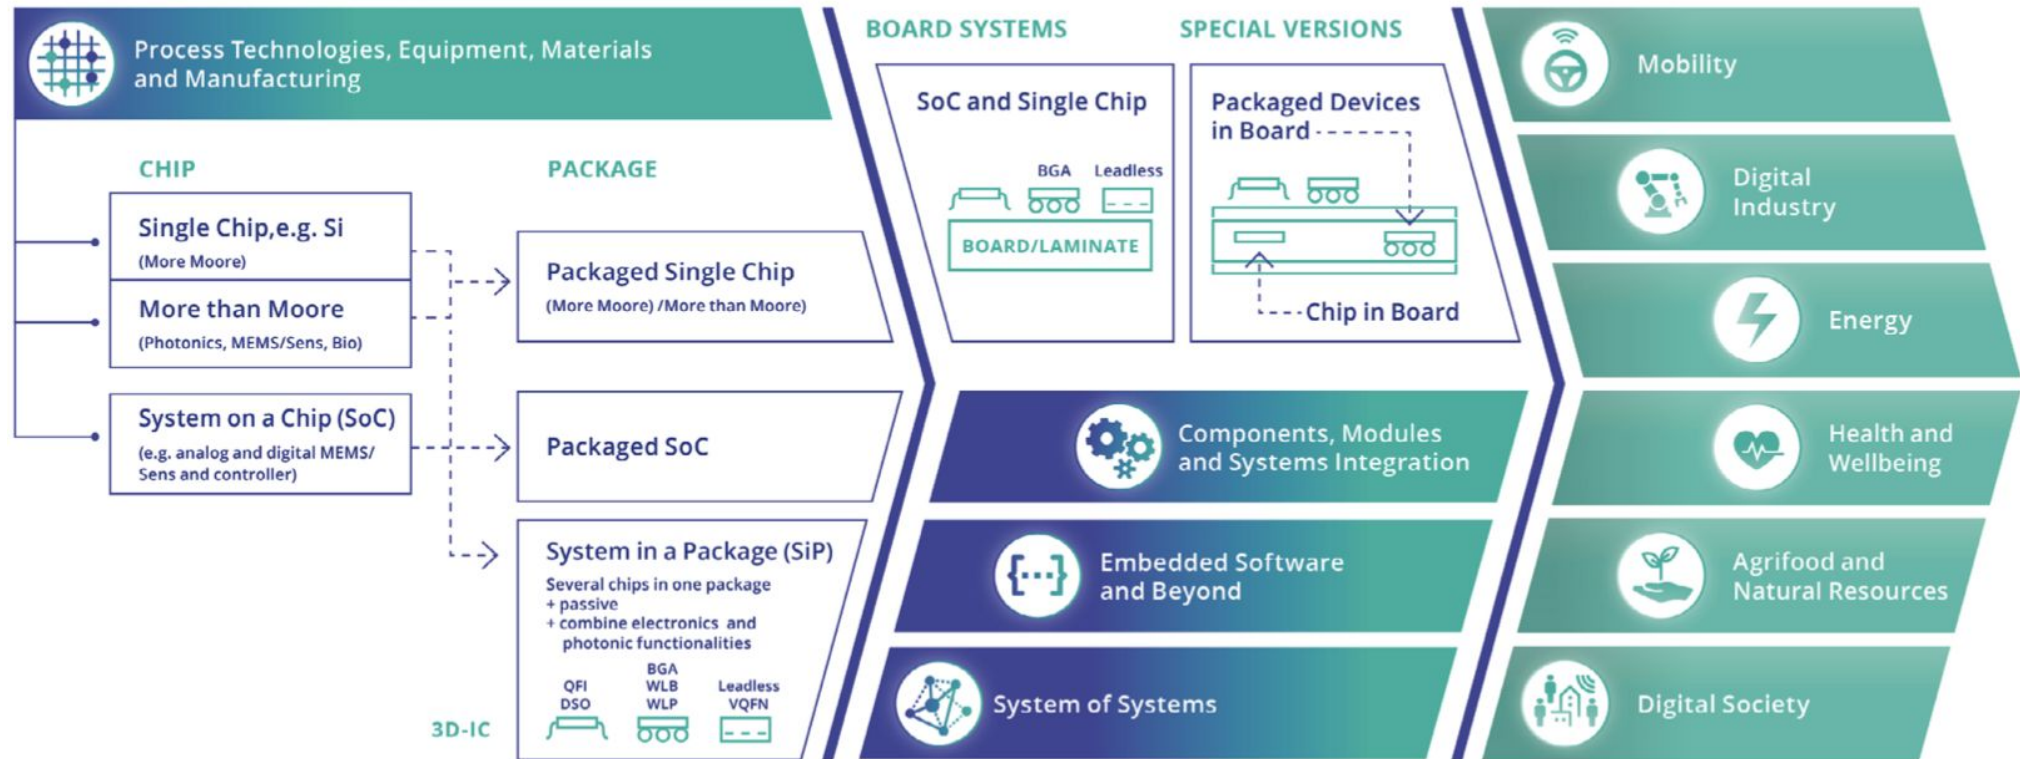 Process Technologies, Equipment, Materials
and Manufacturing
CHIP
Single Chip,e.g. Si
(More Moore)
More than Moore
(Photonics, MEMS/Sens, Bio)
System on a Chip (SoC)
(e.g. analog and digital MEMS/
Sens and controller)
PACKAGE
Packaged Single Chip
(More Moore) /More than Moore)
Packaged SoC
System in a Package (SiP)
Several chips in one package
+ passive
+ combine electronics and
photonic functionalities
QFI
DSO
BGA
WLB
WLP
Leadless
VQFN
3D-IC
BOARD SYSTEMS
SoC and Single Chip
BGA
Leadless
BOARD/LAMINATE
SPECIAL VERSIONS
Packaged Devices
in Board
Chip in Board
Components, Modules
and Systems Integration
{···} Embedded Software
and Beyond
System of Systems
Mobility
Digital
Industry
Energy
Health and
Wellbeing
Agrifood and
Natural Resources
Digital Society